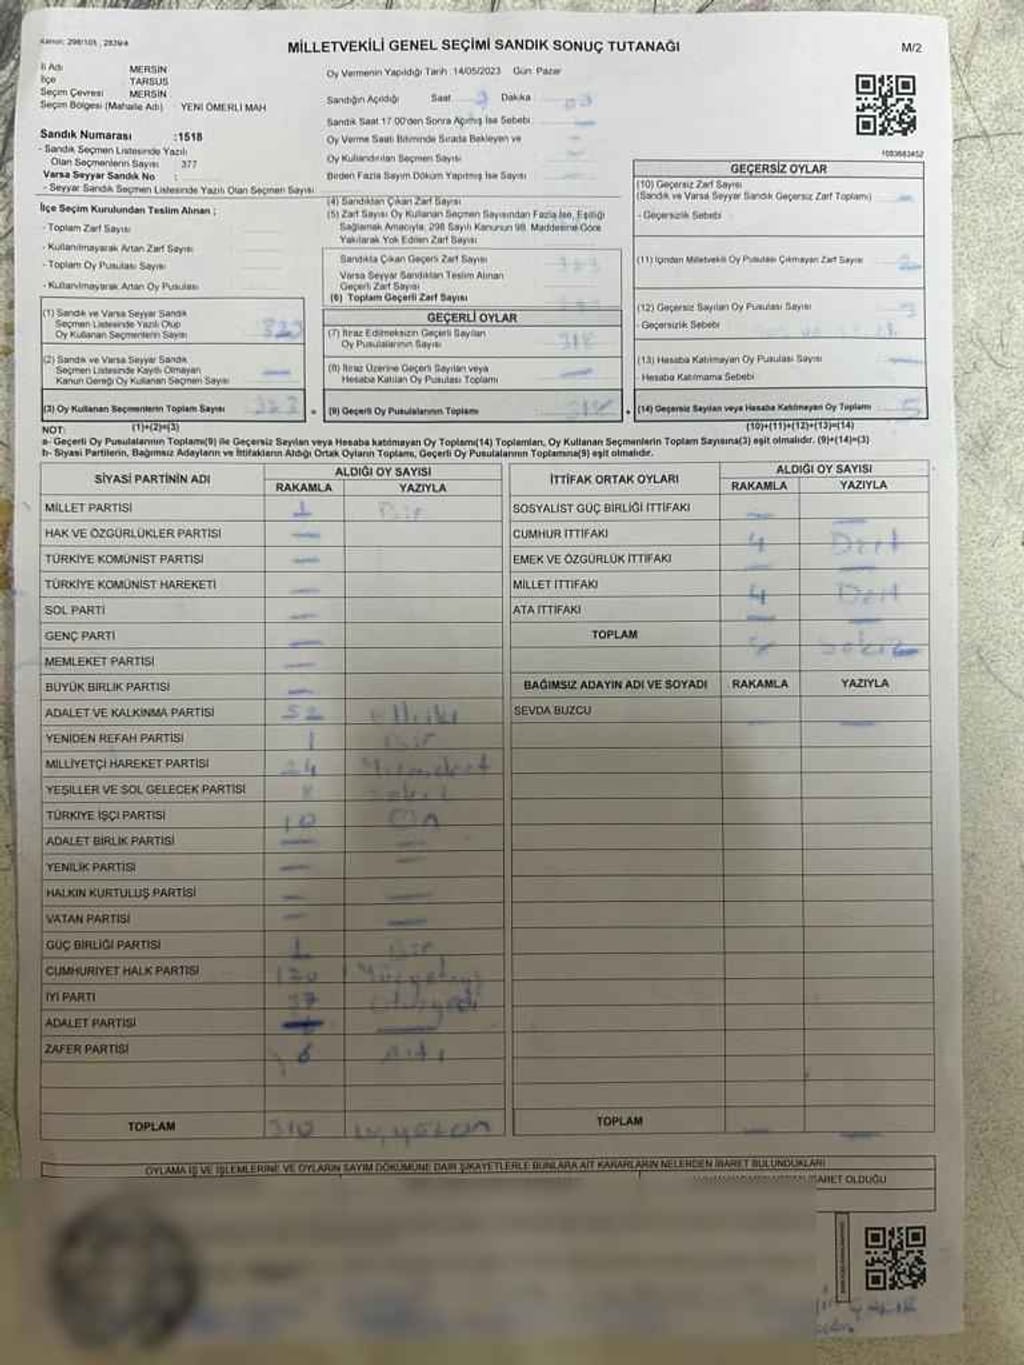 Kanun: 298/105, 2839/4
MİLLETVEKİLİ GENEL SEÇİMİ SANDIK SONUÇ TUTANAĞI
M/2
İl Adı MERSİN
İlçe TARSUS
Seçim Çevresi MERSİN
Seçim Bölgesi (Mahalle Adı) YENİ ÖMERLİ MAH
Sandık Numarası :1518
- Sandık Seçmen Listesinde Yazılı
Olan Seçmenlerin Sayısı 377
Varsa Seyyar Sandık No :
- Seyyar Sandık Seçmen Listesinde Yazılı Olan Seçmen Sayısı
İlçe Seçim Kurulundan Teslim Alınan ;
- Toplam Zarf Sayısı
- Kullanılmayarak Artan Zarf Sayısı
- Toplam Oy Pusulası Sayısı
- Kullanılmayarak Artan Oy Pusulası
(1) Sandık ve Varsa Seyyar Sandık
Seçmen Listesinde Yazılı Olup
Oy Kullanan Seçmenlerin Sayısı 323
(2) Sandık ve Varsa Seyyar Sandık
Seçmen Listesinde Kayıtlı Olmayan
Kanun Gereği Oy Kullanan Seçmen Sayısı —
(3) Oy Kullanan Seçmenlerin Toplam Sayısı 323
Oy Vermenin Yapıldığı Tarih :14/05/2023 Gün: Pazar
Sandığın Açıldığı Saat Dakika
Sandık Saat 17.00'den Sonra Açılmış İse Sebebi
Oy Verme Saati Bitiminde Sırada Bekleyen ve
Oy Kullandırılan Seçmen Sayısı
Birden Fazla Sayım Döküm Yapılmış İse Sayısı
(4) Sandıktan Çıkan Zarf Sayısı
(5) Zarf Sayısı Oy Kullanan Seçmen Sayısından Fazla İse, Eşitliği
Sağlamak Amacıyla, 298 Sayılı Kanunun 98. Maddesine Göre
Yakılarak Yok Edilen Zarf Sayısı
Sandıkta Çıkan Geçerli Zarf Sayısı 323
Varsa Seyyar Sandıktan Teslim Alınan
Geçerli Zarf Sayısı
(6) Toplam Geçerli Zarf Sayısı
GEÇERLİ OYLAR
(7) İtiraz Edilmeksizin Geçerli Sayılan
Oy Pusulalarının Sayısı 318
(8) İtiraz Üzerine Geçerli Sayılan veya
Hesaba Katılan Oy Pusulası Toplamı —
(9) Geçerli Oy Pusulalarının Toplamı 318
1083683452
GEÇERSİZ OYLAR
(10) Geçersiz Zarf Sayısı
(Sandık ve Varsa Seyyar Sandık Geçersiz Zarf Toplamı) —
- Geçersizlik Sebebi
(11) İçinden Milletvekili Oy Pusulası Çıkmayan Zarf Sayısı 2
(12) Geçersiz Sayılan Oy Pusulası Sayısı 3
- Geçersizlik Sebebi
(13) Hesaba Katılmayan Oy Pusulası Sayısı —
- Hesaba Katılmama Sebebi
(14) Geçersiz Sayılan veya Hesaba Katılmayan Oy Toplamı 5
NOT: (1)+(2)=(3) (10)+(11)+(12)+(13)=(14)
a- Geçerli Oy Pusulalarının Toplamı(9) ile Geçersiz Sayılan veya Hesaba katılmayan Oy Toplamı(14) Toplamları, Oy Kullanan Seçmenlerin Toplam Sayısına(3) eşit olmalıdır. (9)+(14)=(3)
b- Siyasi Partilerin, Bağımsız Adayların ve İttifakların Aldığı Ortak Oyların Toplamı, Geçerli Oy Pusulalarının Toplamına(9) eşit olmalıdır.
SİYASİ PARTİNİN ADI ALDIĞI OY SAYISI
RAKAMLA YAZIYLA
MİLLET PARTİSİ 1 Bir
HAK VE ÖZGÜRLÜKLER PARTİSİ —
TÜRKİYE KOMÜNİST PARTİSİ —
TÜRKİYE KOMÜNİST HAREKETİ —
SOL PARTİ —
GENÇ PARTİ —
MEMLEKET PARTİSİ —
BÜYÜK BİRLİK PARTİSİ —
ADALET VE KALKINMA PARTİSİ 52 elliiki
YENİDEN REFAH PARTİSİ 1 Bir
MİLLİYETÇİ HAREKET PARTİSİ 24
YEŞİLLER VE SOL GELECEK PARTİSİ 8 sekiz
TÜRKİYE İŞÇİ PARTİSİ 10 On
ADALET BİRLİK PARTİSİ — —
YENİLİK PARTİSİ —
HALKIN KURTULUŞ PARTİSİ — —
VATAN PARTİSİ — —
GÜÇ BİRLİĞİ PARTİSİ 1 Bir
CUMHURİYET HALK PARTİSİ 170
İYİ PARTİ 37 Otuzyedi
ADALET PARTİSİ — —
ZAFER PARTİSİ 6 Altı
TOPLAM 310 üçyüzon
İTTİFAK ORTAK OYLARI ALDIĞI OY SAYISI
RAKAMLA YAZIYLA
SOSYALİST GÜÇ BİRLİĞİ İTTİFAKI — —
CUMHUR İTTİFAKI 4 Dört
EMEK VE ÖZGÜRLÜK İTTİFAKI — —
MİLLET İTTİFAKI 4 Dört
ATA İTTİFAKI — —
TOPLAM 8 Sekiz
BAĞIMSIZ ADAYIN ADI VE SOYADI RAKAMLA YAZIYLA
SEVDA BUZCU — —
TOPLAM — —
OYLAMA İŞ VE İŞLEMLERİNE VE OYLARIN SAYIM DÖKÜMÜNE DAİR ŞİKAYETLERLE BUNLARA AİT KARARLARIN NELERDEN İBARET BULUNDUKLARI
İBARET OLDUĞU